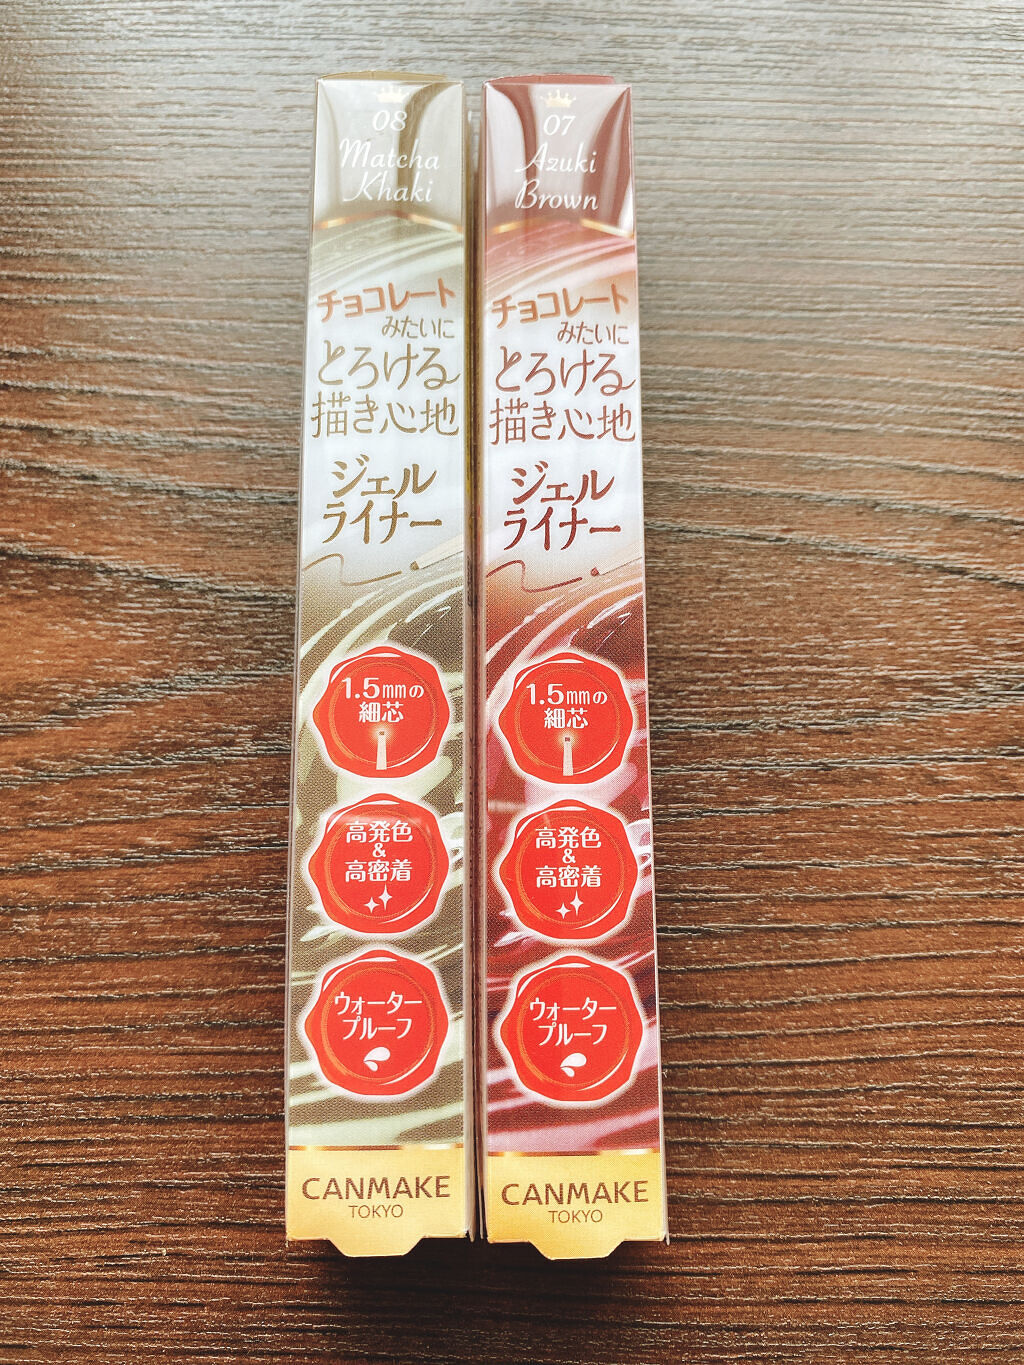 08
Matcha
Khaki
チョコレート
みたいに
とろける
描き心地
ジェル
ライナー
1.5mmの
細芯
高発色
&
高密着
ウォーター
プルーフ
CANMAKE
TOKYO
07
Azuki
Brown
チョコレート
みたいに
とろける
描き心地
ジェル
ライナー
1.5mmの
細芯
高発色
&
高密着
ウォーター
プルーフ
CANMAKE
TOKYO